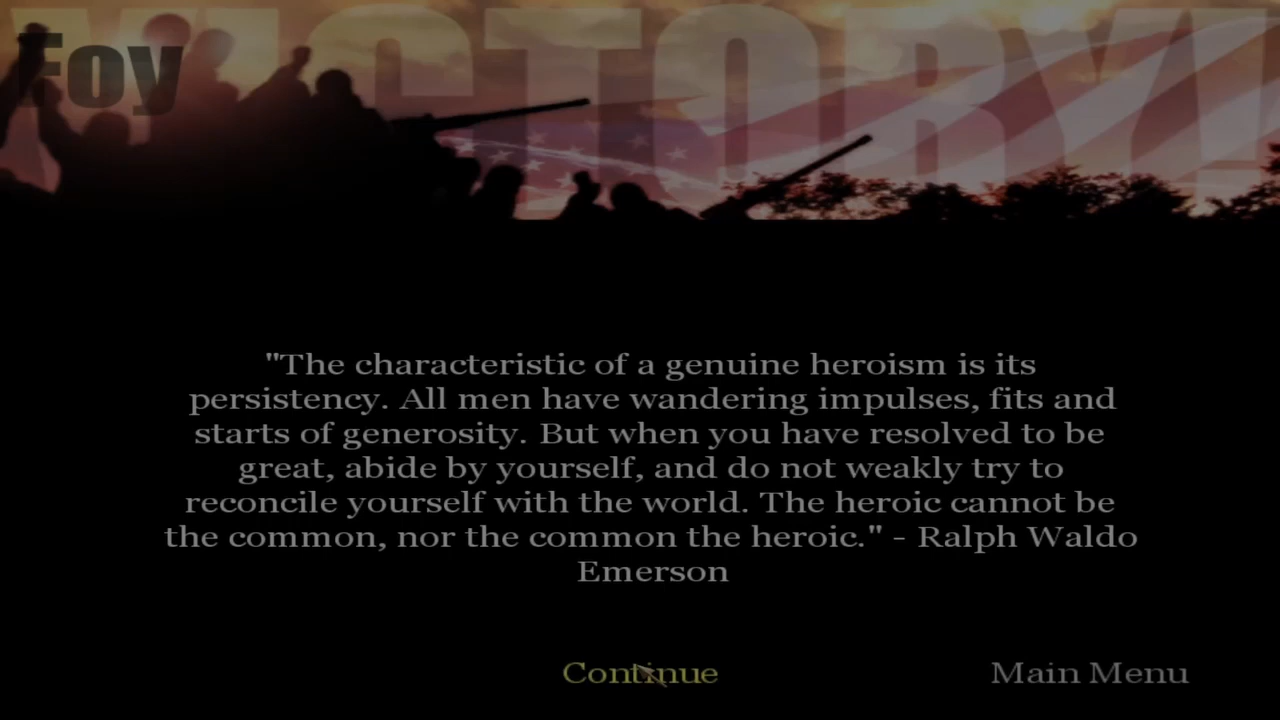 VICTORY!
Foy
"The characteristic of a genuine heroism is its
persistency. All men have wandering impulses, fits and
starts of generosity. But when you have resolved to be
great, abide by yourself, and do not weakly try to
reconcile yourself with the world. The heroic cannot be
the common, nor the common the heroic." - Ralph Waldo
Emerson
Continue
Main Menu